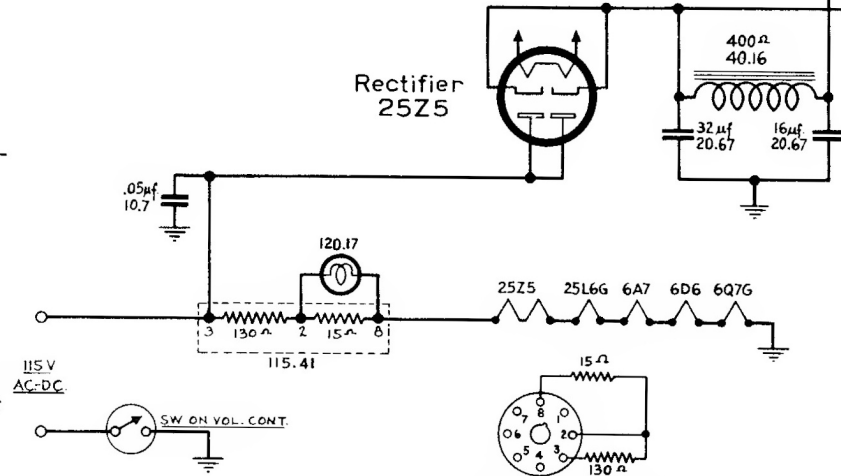 400Ω
40.16
Rectifier
25Z5
32µf
20.67
16µf.
20.67
.05µf.
10.7
120.17
25Z5 25L6G 6A7 6D6 6Q7G
3 130Ω 2 15Ω 8
115.41
115V
AC-DC.
SW ON VOL. CONT.
15Ω
8
7 1
6 2
5 3
4
130Ω